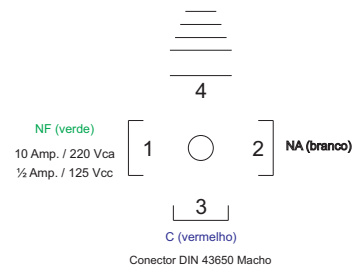 4
NF (verde)
10 Amp. / 220 Vca
½ Amp. / 125 Vcc
1
2
NA (branco)
3
C (vermelho)
Conector DIN 43650 Macho